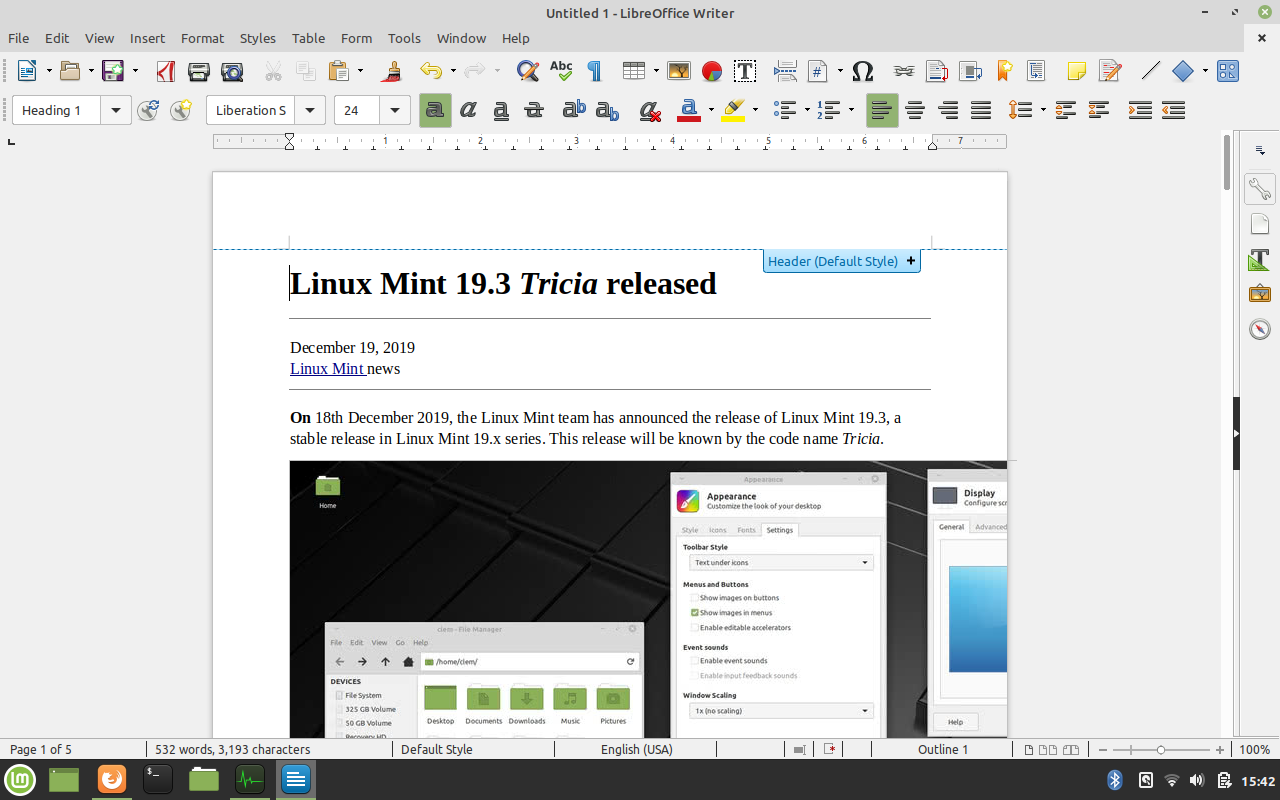 Untitled 1 - LibreOffice Writer
File Edit View Insert Format Styles Table Form Tools Window Help
Abc
Heading 1 Liberation S 24
1 2 3 4 5 6 7
Header (Default Style) +
Linux Mint 19.3 Tricia released
December 19, 2019
Linux Mint news
On 18th December 2019, the Linux Mint team has announced the release of Linux Mint 19.3, a
stable release in Linux Mint 19.x series. This release will be known by the code name Tricia.
Home
Appearance
Appearance
Customize the look of your desktop
Style Icons Fonts Settings
Toolbar Style
Text under icons
Menus and Buttons
Show images on buttons
Show images in menus
Enable editable accelerators
Event sounds
Enable event sounds
Enable input feedback sounds
Window Scaling
1x (no scaling)
Display
Configure scr
General Advanced
Help
clem - File Manager
File Edit View Go Help
/home/clem/
DEVICES
File System
325 GB Volume
50 GB Volume
Recovery HD
Desktop Documents Downloads Music Pictures
Page 1 of 5 532 words, 3,193 characters Default Style English (USA) Outline 1 100%
15:42